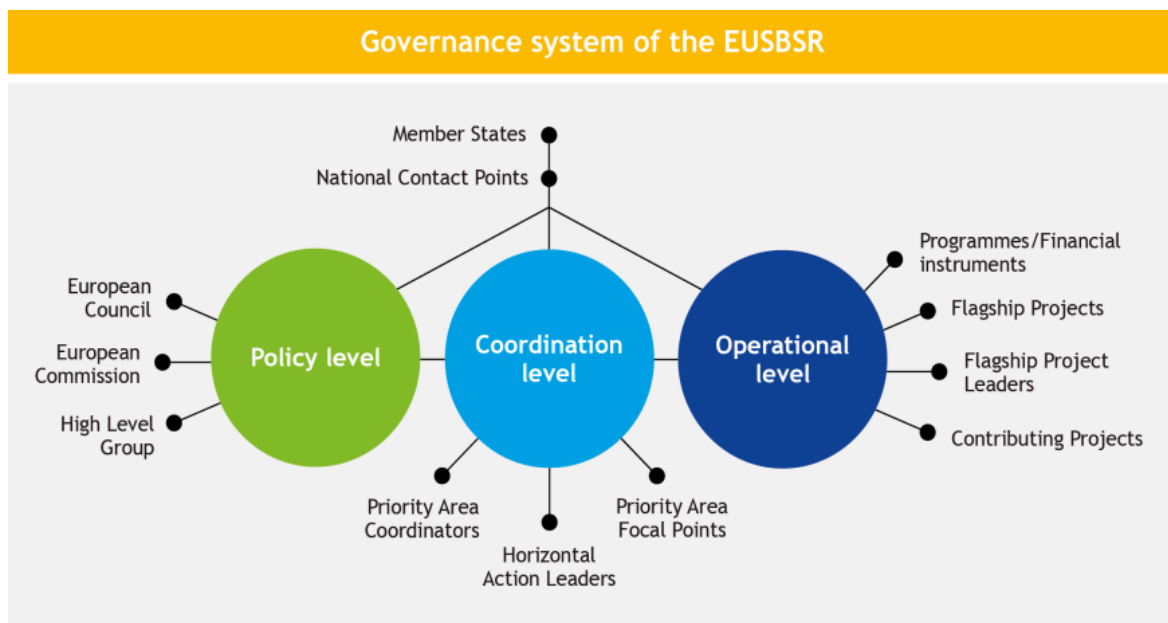 Governance system of the EUSBSR
Member States
National Contact Points
European
Council
European
Commission
High Level
Group
Policy level
Coordination
level
Operational
level
Programmes/Financial
instruments
Flagship Projects
Flagship Project
Leaders
Contributing Projects
Priority Area
Coordinators
Horizontal
Action Leaders
Priority Area
Focal Points